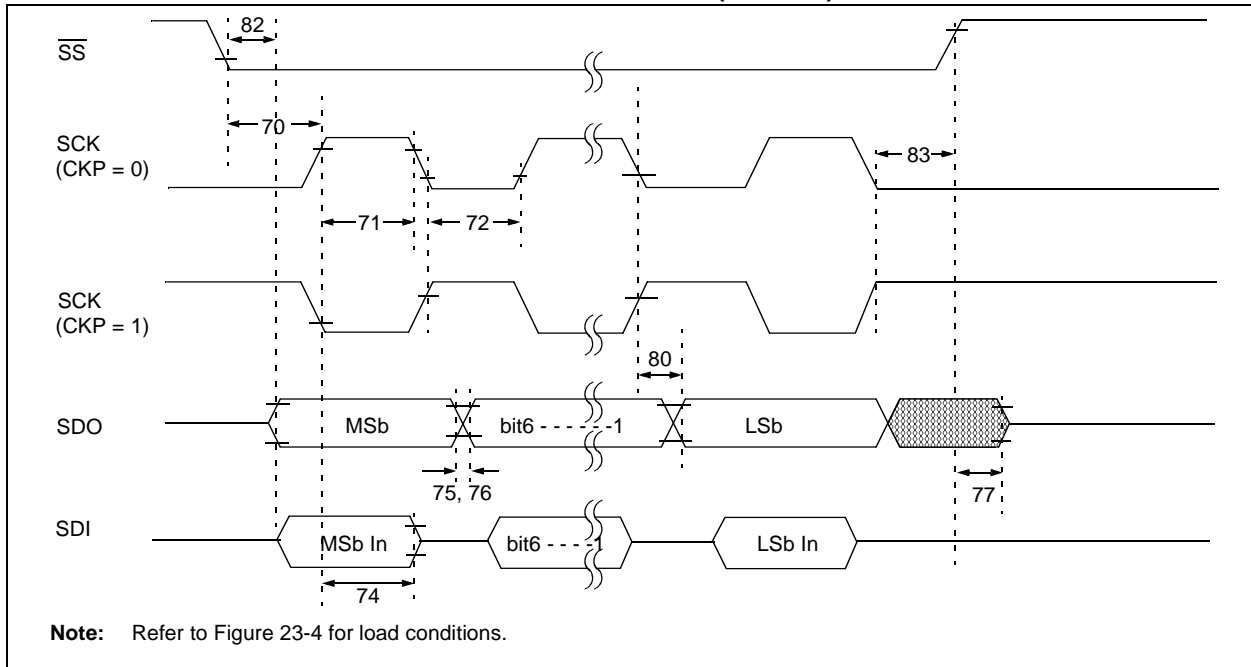 SS
82
70
SCK
(CKP = 0)
83
71
72
SCK
(CKP = 1)
80
SDO
MSb
bit6 - - - - - - -1
LSb
75, 76
77
SDI
MSb In
bit6 - - - - -1
LSb In
74
Note: Refer to Figure 23-4 for load conditions.